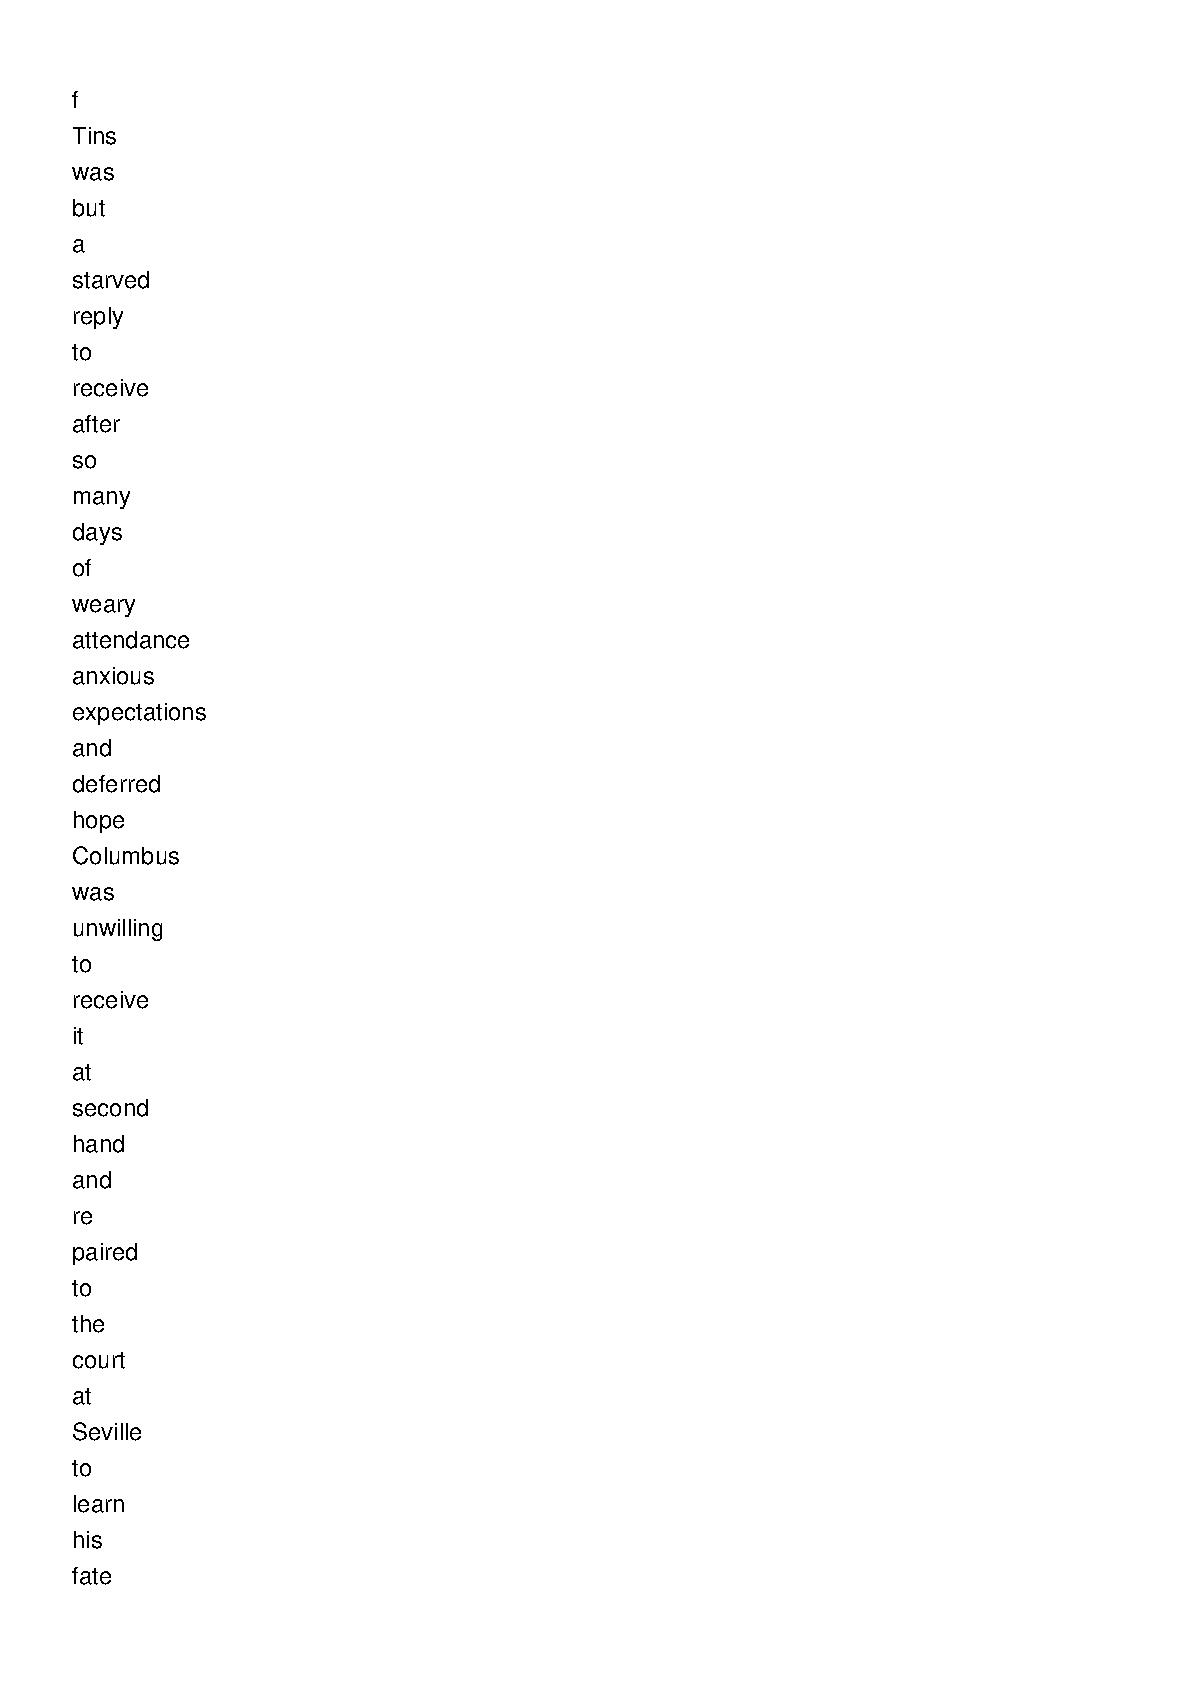 f
Tins
was
but
a
starved
reply
to
receive
after
so
many
days
of
weary
attendance
anxious
expectations
and
deferred
hope
Columbus
was
unwilling
to
receive
it
at
second
hand
and
re
paired
to
the
court
at
Seville
to
learn
his
fate